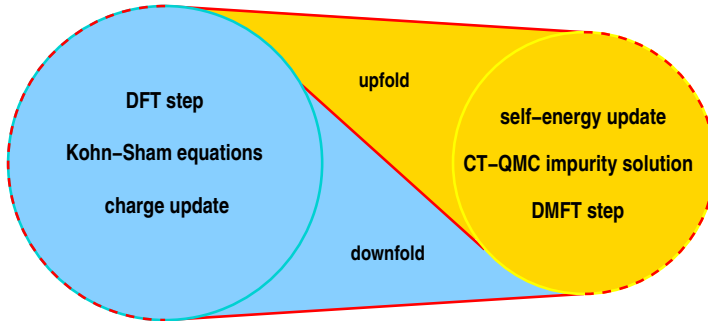 DFT step
Kohn−Sham equations
charge update
upfold
downfold
self−energy update
CT−QMC impurity solution
DMFT step